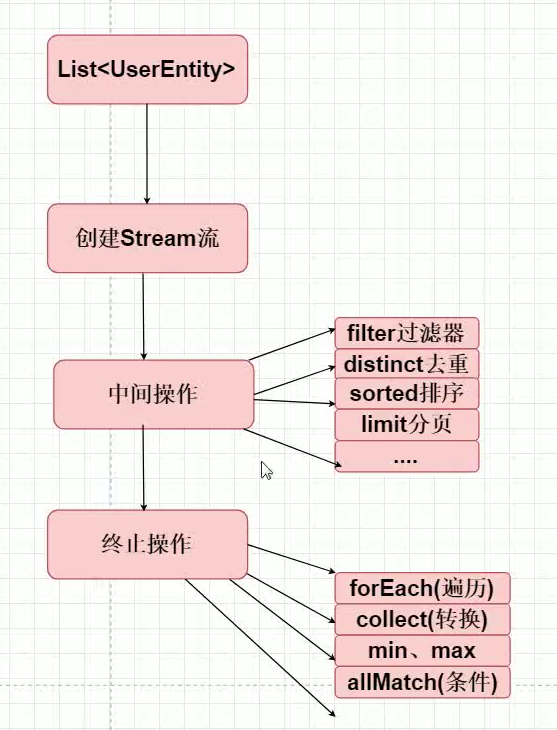 List<UserEntity>
创建Stream流
中间操作
filter过滤器
distinct去重
sorted排序
limit分页
....
终止操作
forEach(遍历)
collect(转换)
min、max
allMatch(条件)